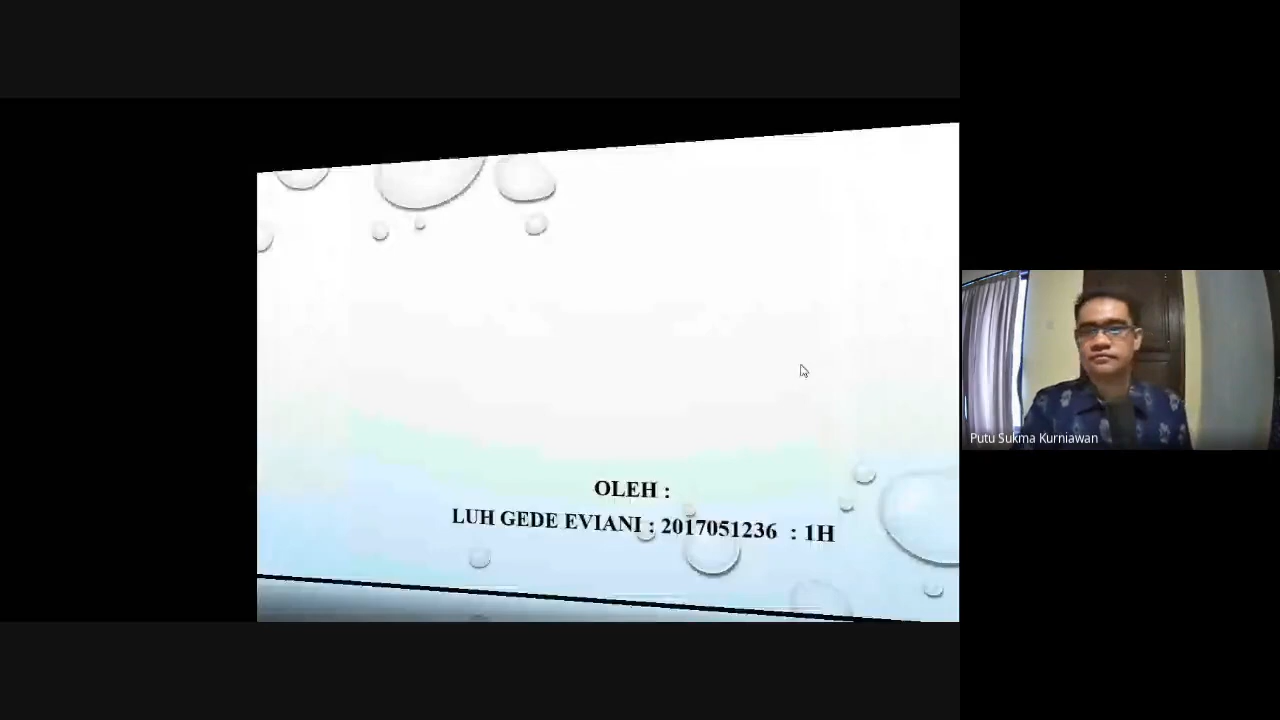 OLEH :
LUH GEDE EVIANI : 2017051236 : 1H
Putu Sukma Kurniawan